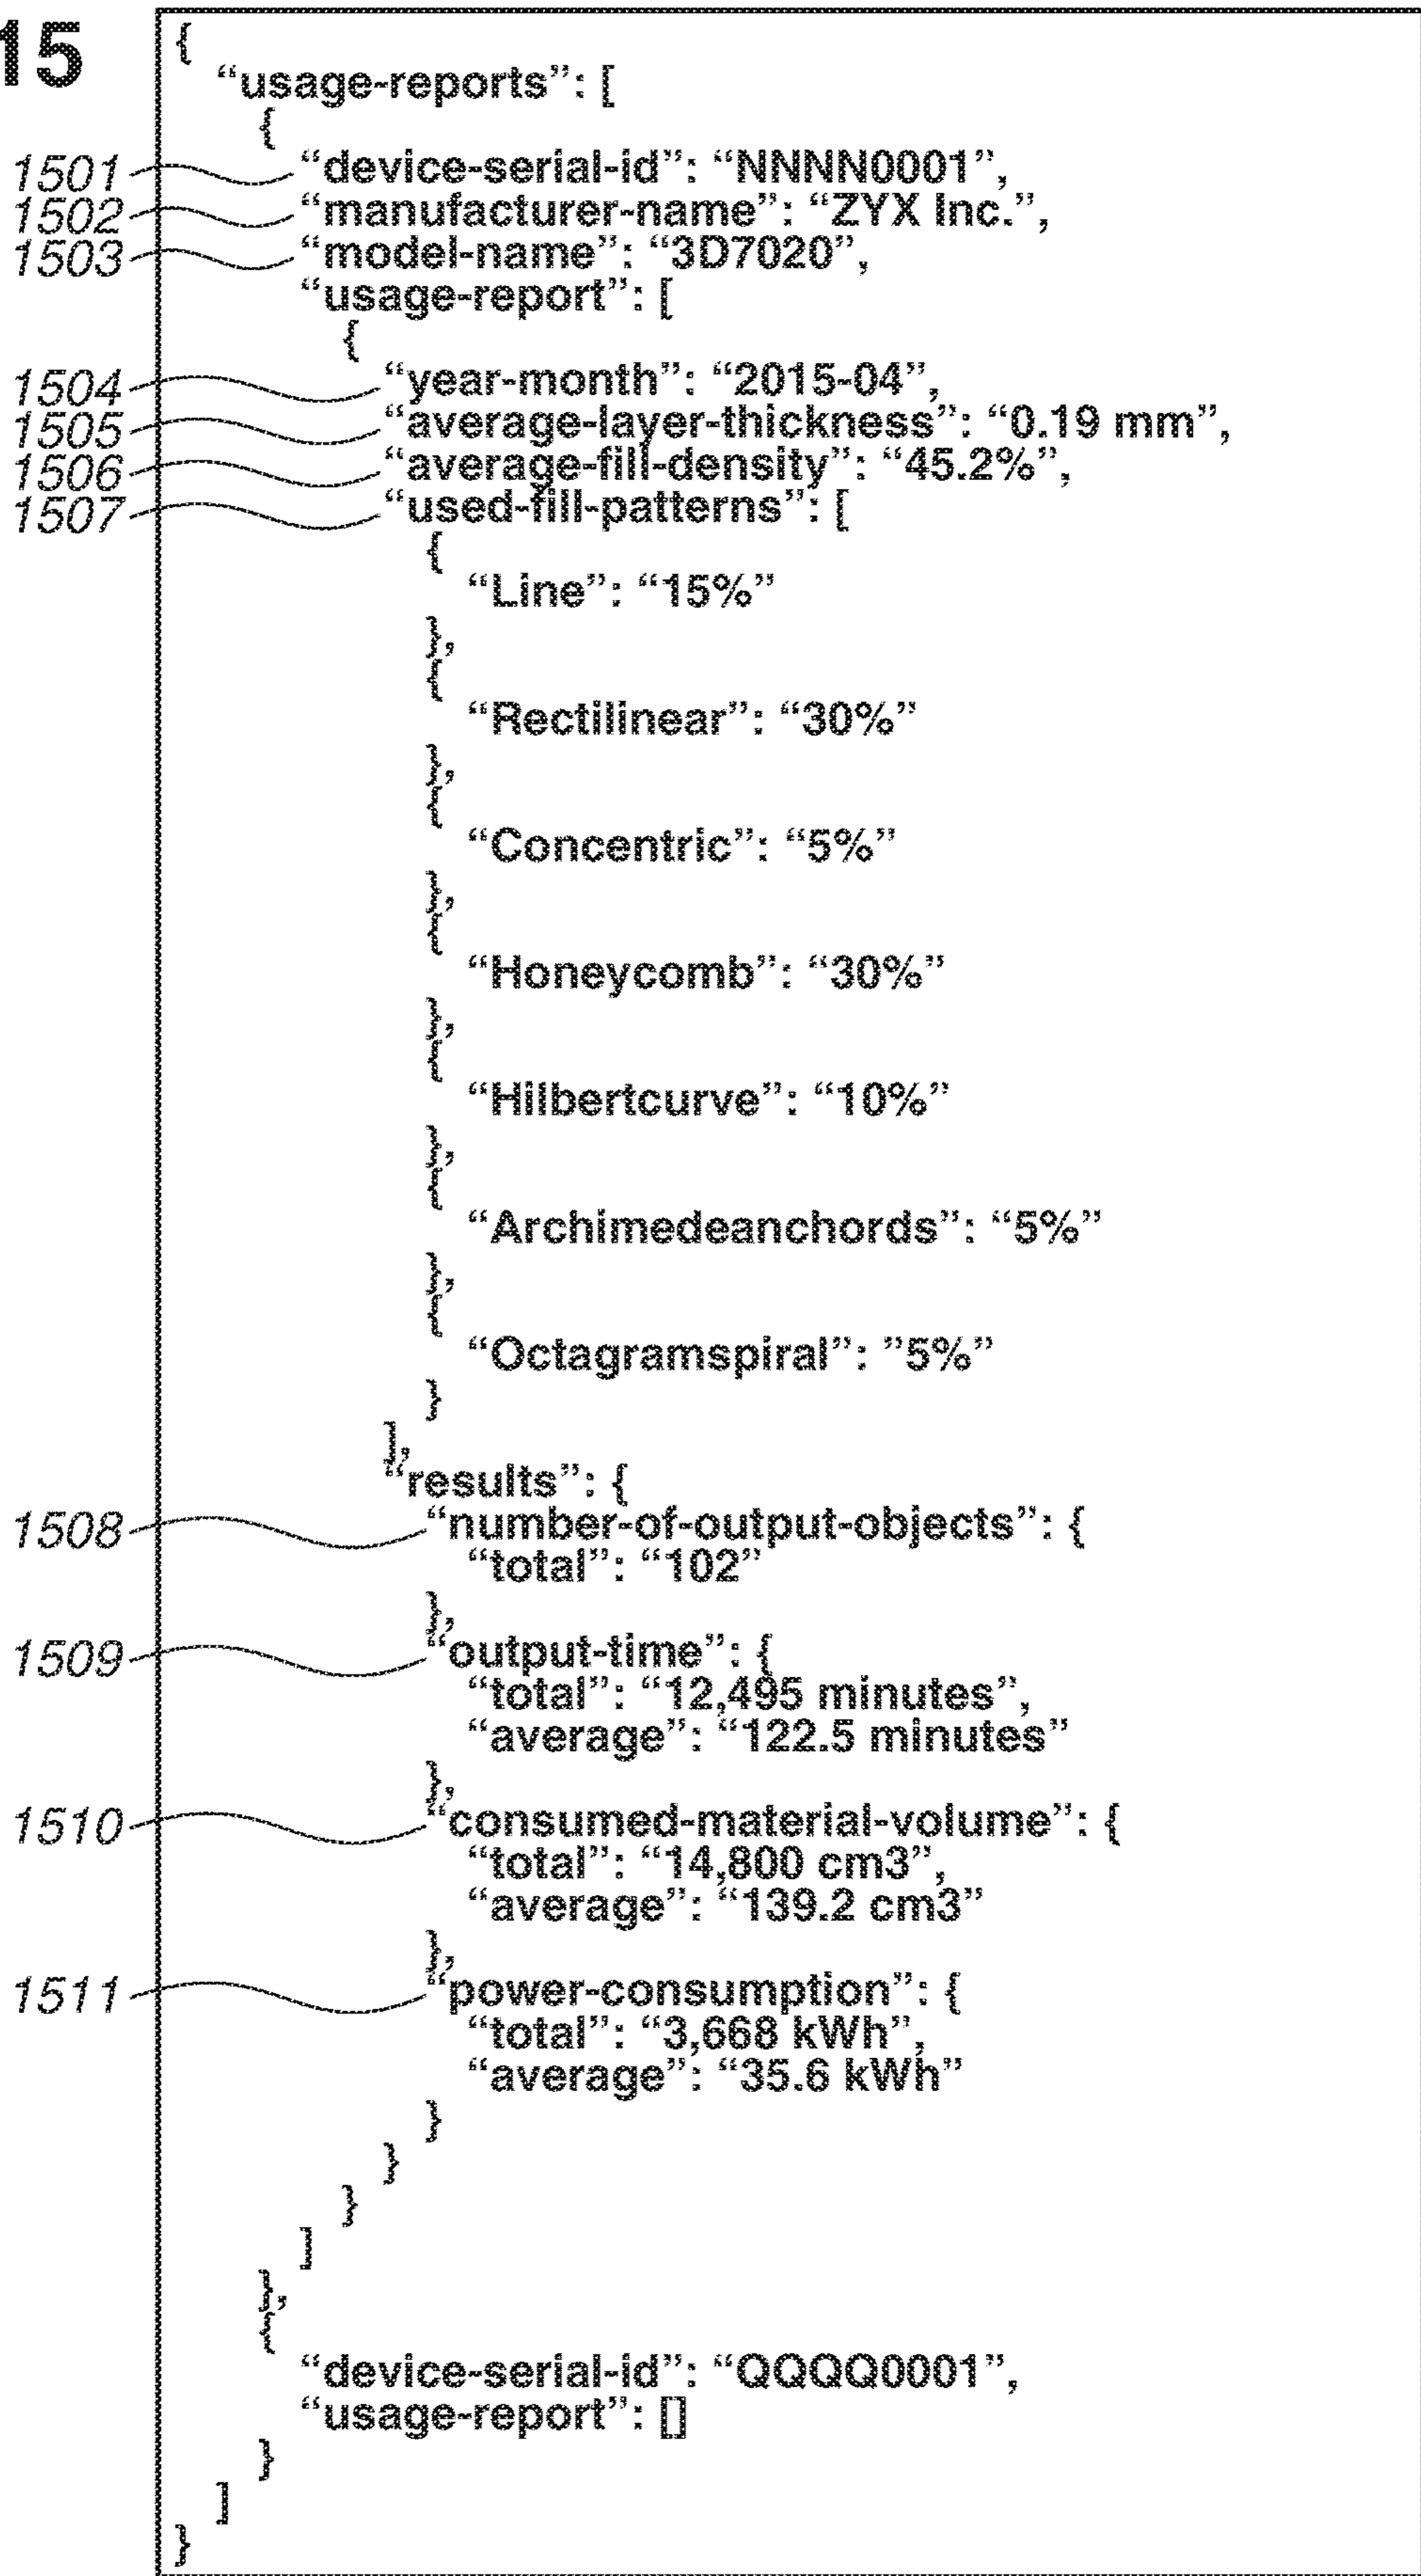 15
{
“usage-reports”: [
{
1501 “device-serial-id”: “NNNN0001”,
1502 “manufacturer-name”: “ZYX Inc.”,
1503 “model-name”: “3D7020”,
“usage-report”: [
{
1504 “year-month”: “2015-04”,
1505 “average-layer-thickness”: “0.19 mm”,
1506 “average-fill-density”: “45.2%”,
1507 “used-fill-patterns”: [
{
“Line”: “15%”
},
{
“Rectilinear”: “30%”
},
{
“Concentric”: “5%”
},
{
“Honeycomb”: “30%”
},
{
“Hilbertcurve”: “10%”
},
{
“Archimedeanchords”: “5%”
},
{
“Octagramspiral”: ”5%”
}
],
“results”: {
1508 “number-of-output-objects”: {
“total”: “102”
},
1509 “output-time”: {
“total”: “12,495 minutes”,
“average”: “122.5 minutes”
},
1510 “consumed-material-volume”: {
“total”: “14,800 cm3”,
“average”: “139.2 cm3”
},
1511 “power-consumption”: {
“total”: “3,668 kWh”,
“average”: “35.6 kWh”
}
}
}
]
},
{
“device-serial-id”: “QQQQ0001”,
“usage-report”: []
}
]
}